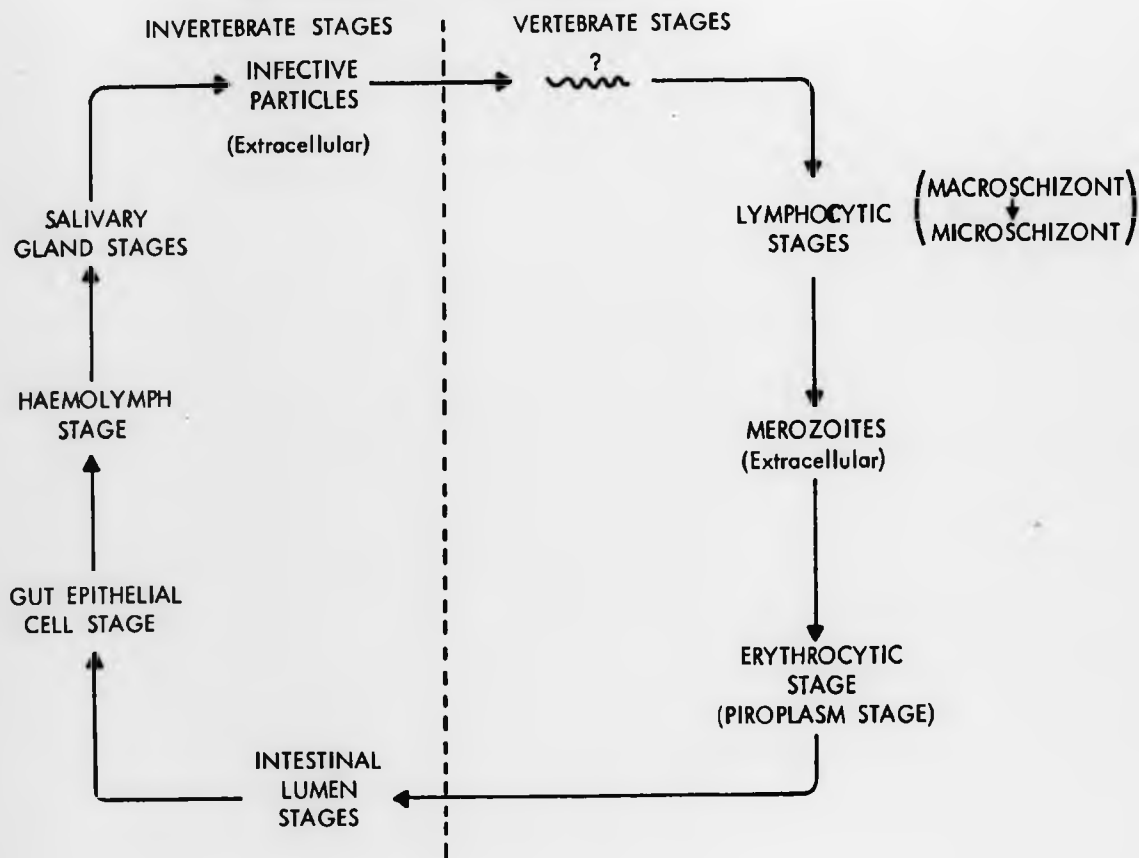 INVERTEBRATE STAGES
VERTEBRATE STAGES
INFECTIVE
PARTICLES
(Extracellular)
?
LYMPHOCYTIC
STAGES
(MACROSCHIZONT
MICROSCHIZONT)
MEROZOITES
(Extracellular)
ERYTHROCYTIC
STAGE
(PIROPLASM STAGE)
INTESTINAL
LUMEN
STAGES
GUT EPITHELIAL
CELL STAGE
HAEMOLYMPH
STAGE
SALIVARY
GLAND STAGES